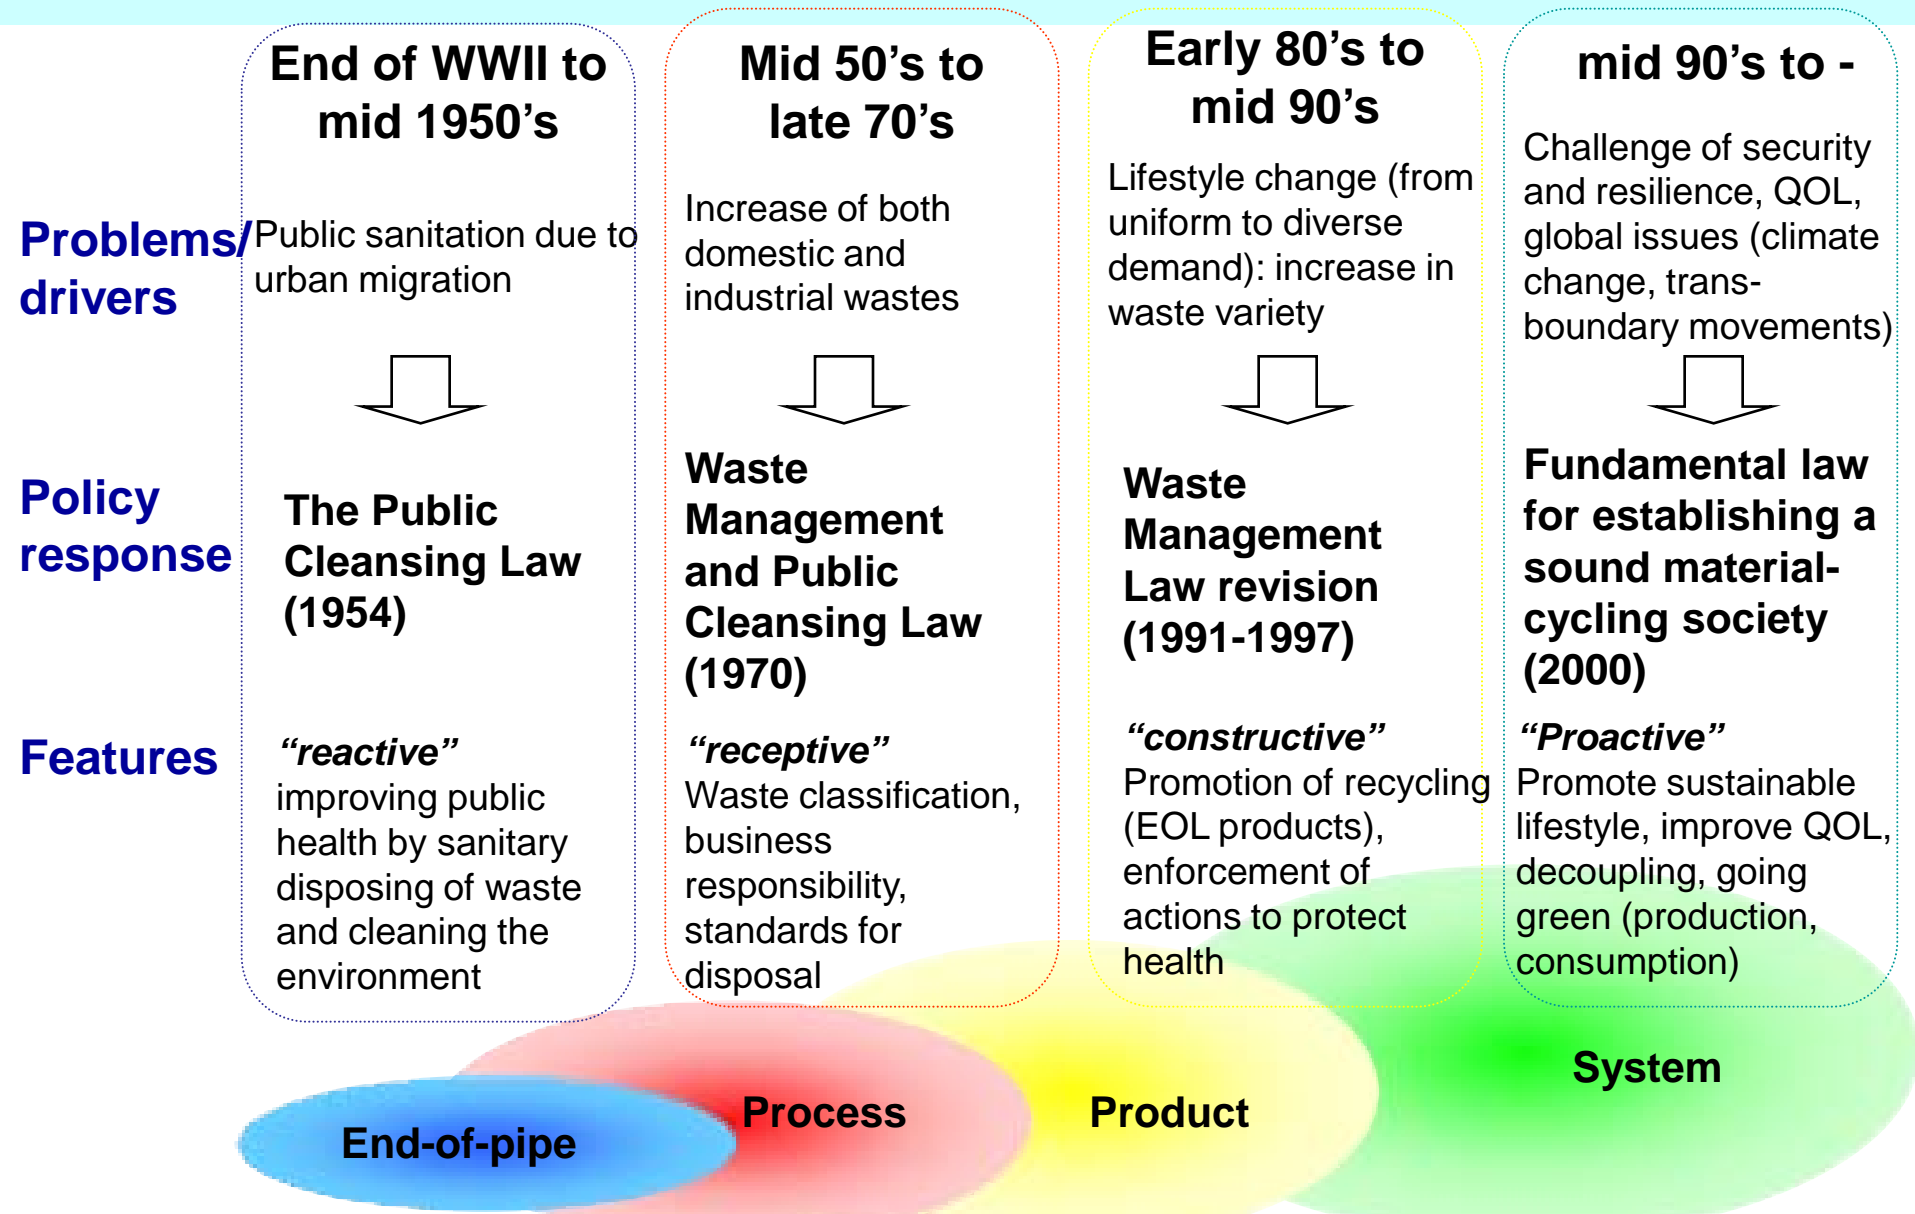 End of WWII to
mid 1950’s
Mid 50’s to
late 70’s
Early 80’s to
mid 90’s
mid 90’s to -
Problems/
drivers
Public sanitation due to
urban migration
Increase of both
domestic and
industrial wastes
Lifestyle change (from
uniform to diverse
demand): increase in
waste variety
Challenge of security
and resilience, QOL,
global issues (climate
change, trans-
boundary movements)
Policy
response
The Public
Cleansing Law
(1954)
Waste
Management
and Public
Cleansing Law
(1970)
Waste
Management
Law revision
(1991-1997)
Fundamental law
for establishing a
sound material-
cycling society
(2000)
Features
“reactive”
improving public
health by sanitary
disposing of waste
and cleaning the
environment
“receptive”
Waste classification,
business
responsibility,
standards for
disposal
“constructive”
Promotion of recycling
(EOL products),
enforcement of
actions to protect
health
“Proactive”
Promote sustainable
lifestyle, improve QOL,
decoupling, going
green (production,
consumption)
End-of-pipe
Process
Product
System